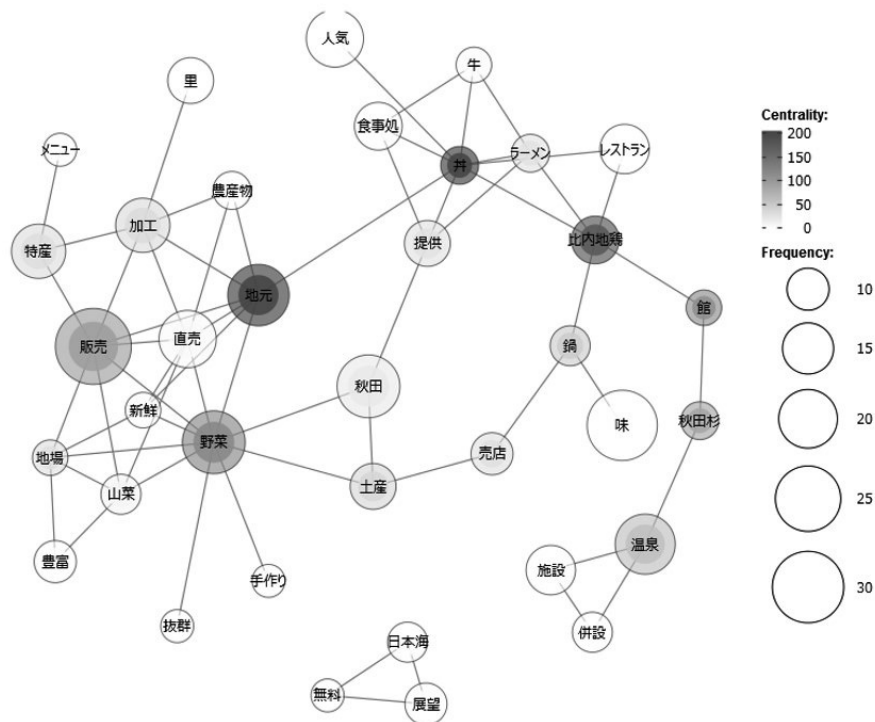 人気
牛
里
食事処
メニュー
丼
ラーメン
レストラン
農産物
加工
特産
提供
比内地鶏
地元
館
販売
直売
鍋
秋田
新鮮
味
秋田杉
野菜
地場
売店
土産
山菜
温泉
豊富
施設
手作り
抜群
併設
日本海
無料
展望
Centrality:
200
150
100
50
0
Frequency:
10
15
20
25
30